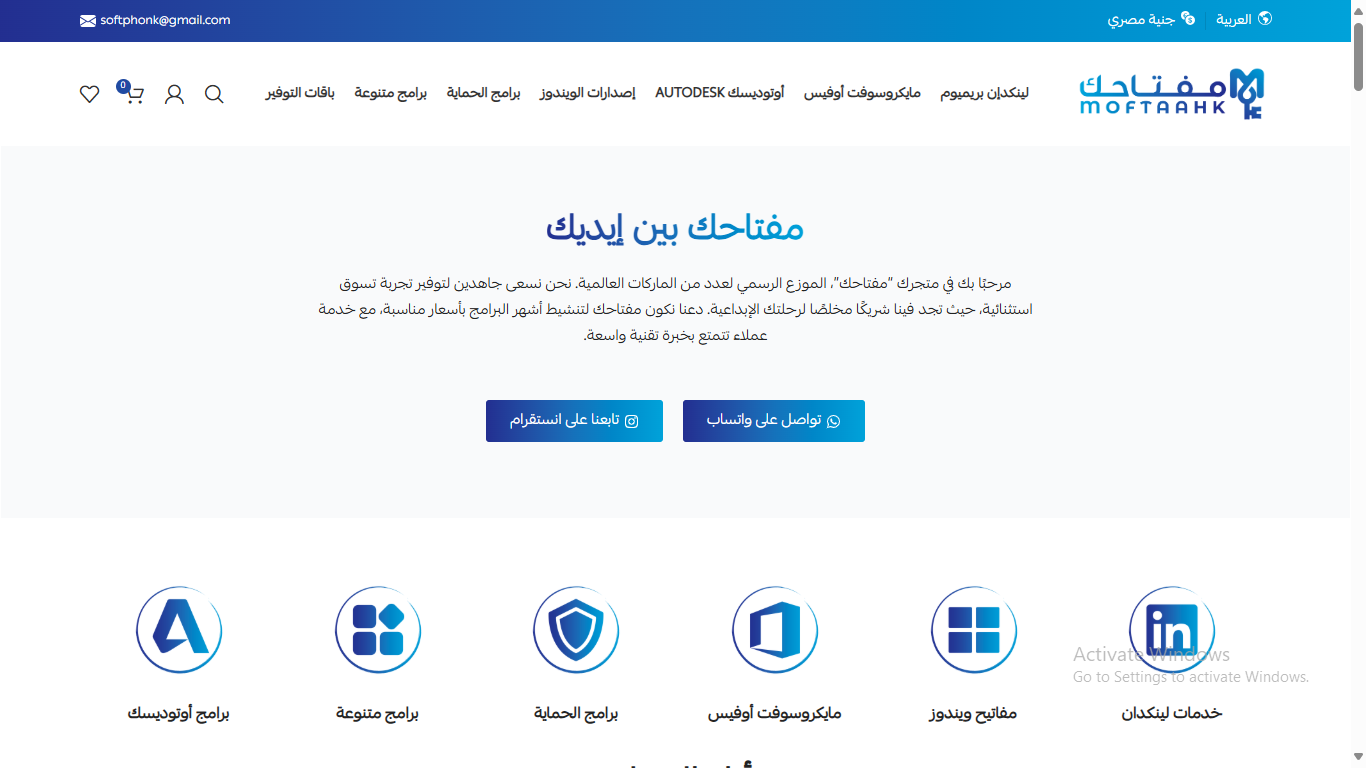 العربية
جنية مصري
softphonk@gmail.com
مفتاحك
MOFTAAHK
لينكدإن بريميوم
مايكروسوفت أوفيس
أوتوديسك AUTODESK
إصدارات الويندوز
برامج الحماية
برامج متنوعة
باقات التوفير
0
مفتاحك بين إيديك
مرحبًا بك في متجرك "مفتاحك"، الموزع الرسمي لعدد من الماركات العالمية. نحن نسعى جاهدين لتوفير تجربة تسوق
استثنائية، حيث تجد فينا شريكًا مخلصًا لرحلتك الإبداعية. دعنا نكون مفتاحك لتنشيط أشهر البرامج بأسعار مناسبة، مع خدمة
عملاء تتمتع بخبرة تقنية واسعة.
تواصل على واتساب
تابعنا على انستقرام
in
Activate Windows
Go to Settings to activate Windows.
خدمات لينكدان
مفاتيح ويندوز
مايكروسوفت أوفيس
برامج الحماية
برامج متنوعة
برامج أوتوديسك